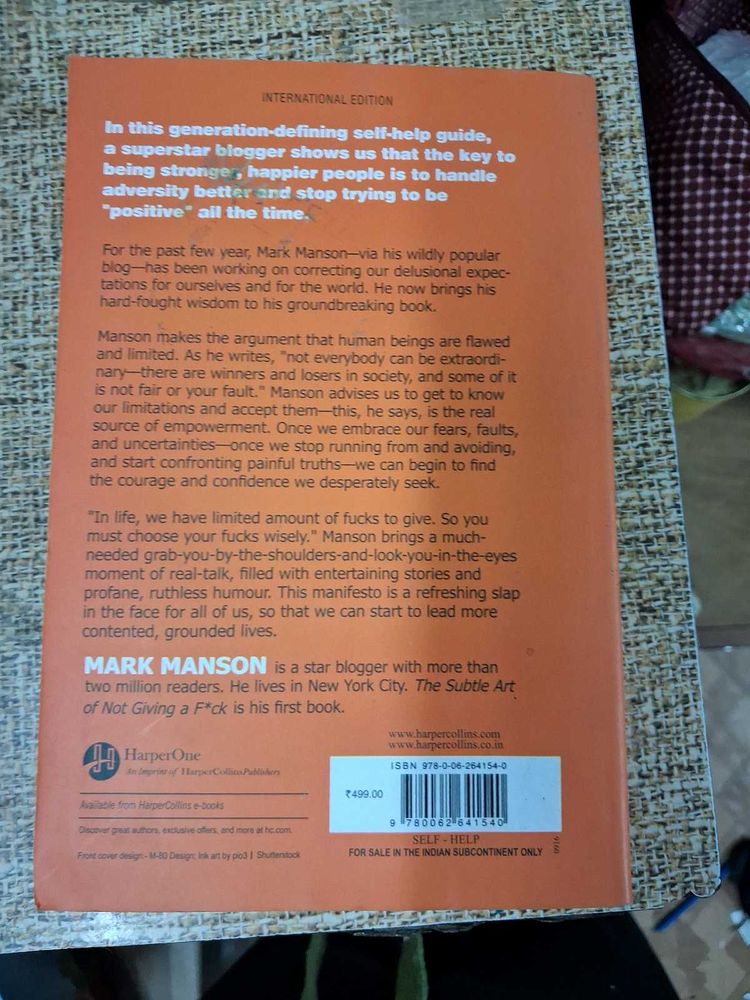 INTERNATIONAL EDITION
In this generation-defining self-help guide,
a superstar blogger shows us that the key to
being stronger, happier people is to handle
adversity better and stop trying to be
"positive" all the time.
For the past few year, Mark Manson—via his wildly popular
blog—has been working on correcting our delusional expec-
tations for ourselves and for the world. He now brings his
hard-fought wisdom to his groundbreaking book.
Manson makes the argument that human beings are flawed
and limited. As he writes, "not everybody can be extraordi-
nary—there are winners and losers in society, and some of it
is not fair or your fault." Manson advises us to get to know
our limitations and accept them—this, he says, is the real
source of empowerment. Once we embrace our fears, faults,
and uncertainties—once we stop running from and avoiding,
and start confronting painful truths—we can begin to find
the courage and confidence we desperately seek.
"In life, we have limited amount of fucks to give. So you
must choose your fucks wisely." Manson brings a much-
needed grab-you-by-the-shoulders-and-look-you-in-the-eyes
moment of real-talk, filled with entertaining stories and
profane, ruthless humour. This manifesto is a refreshing slap
in the face for all of us, so that we can start to lead more
contented, grounded lives.
MARK MANSON is a star blogger with more than
two million readers. He lives in New York City. The Subtle Art
of Not Giving a F*ck is his first book.
HarperOne
An Imprint of HarperCollinsPublishers
Available from HarperCollins e-books
Discover great authors, exclusive offers, and more at hc.com.
Front cover design - M-80 Design; Ink art by pio3 | Shutterstock
www.harpercollins.com
www.harpercollins.co.in
ISBN 978-0-06-264154-0
₹499.00
9 780062 641540
SELF - HELP
FOR SALE IN THE INDIAN SUBCONTINENT ONLY
0916